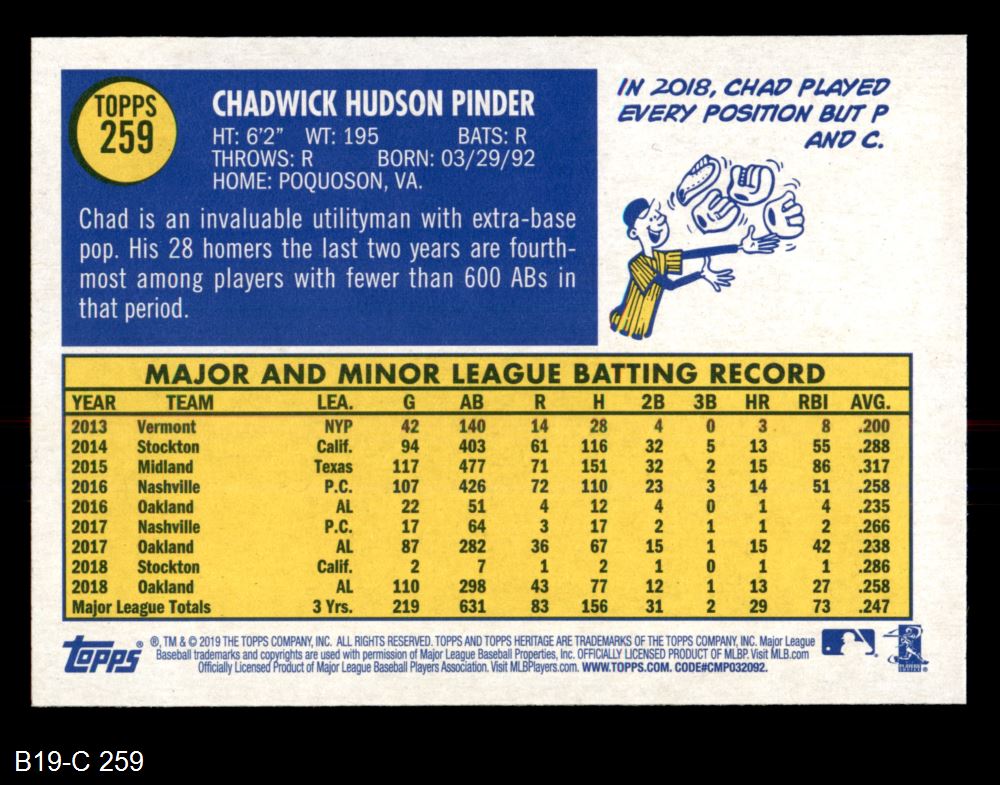 TOPPS
259
CHADWICK HUDSON PINDER
HT: 6'2" WT: 195 BATS: R
THROWS: R BORN: 03/29/92
HOME: POQUOSON, VA.
Chad is an invaluable utilityman with extra-base
pop. His 28 homers the last two years are fourth-
most among players with fewer than 600 ABs in
that period.
IN 2018, CHAD PLAYED
EVERY POSITION BUT P
AND C.
MAJOR AND MINOR LEAGUE BATTING RECORD
YEAR TEAM LEA. G AB R H 2B 3B HR RBI AVG.
2013 Vermont NYP 42 140 14 28 4 0 3 8 .200
2014 Stockton Calif. 94 403 61 116 32 5 13 55 .288
2015 Midland Texas 117 477 71 151 32 2 15 86 .317
2016 Nashville P.C. 107 426 72 110 23 3 14 51 .258
2016 Oakland AL 22 51 4 12 4 0 1 4 .235
2017 Nashville P.C. 17 64 3 17 2 1 1 2 .266
2017 Oakland AL 87 282 36 67 15 1 15 42 .238
2018 Stockton Calif. 2 7 1 2 1 0 1 1 .286
2018 Oakland AL 110 298 43 77 12 1 13 27 .258
Major League Totals 3 Yrs. 219 631 83 156 31 2 29 73 .247
Topps ®
®, TM & © 2019 THE TOPPS COMPANY, INC. ALL RIGHTS RESERVED. TOPPS AND TOPPS HERITAGE ARE TRADEMARKS OF THE TOPPS COMPANY, INC. Major League
Baseball trademarks and copyrights are used with permission of Major League Baseball Properties, Inc. OFFICIALLY LICENSED PRODUCT OF MLBP. Visit MLB.com
Officially Licensed Product of Major League Baseball Players Association. Visit MLBPlayers.com. WWW.TOPPS.COM. CODE#CMP032092.
B19-C 259